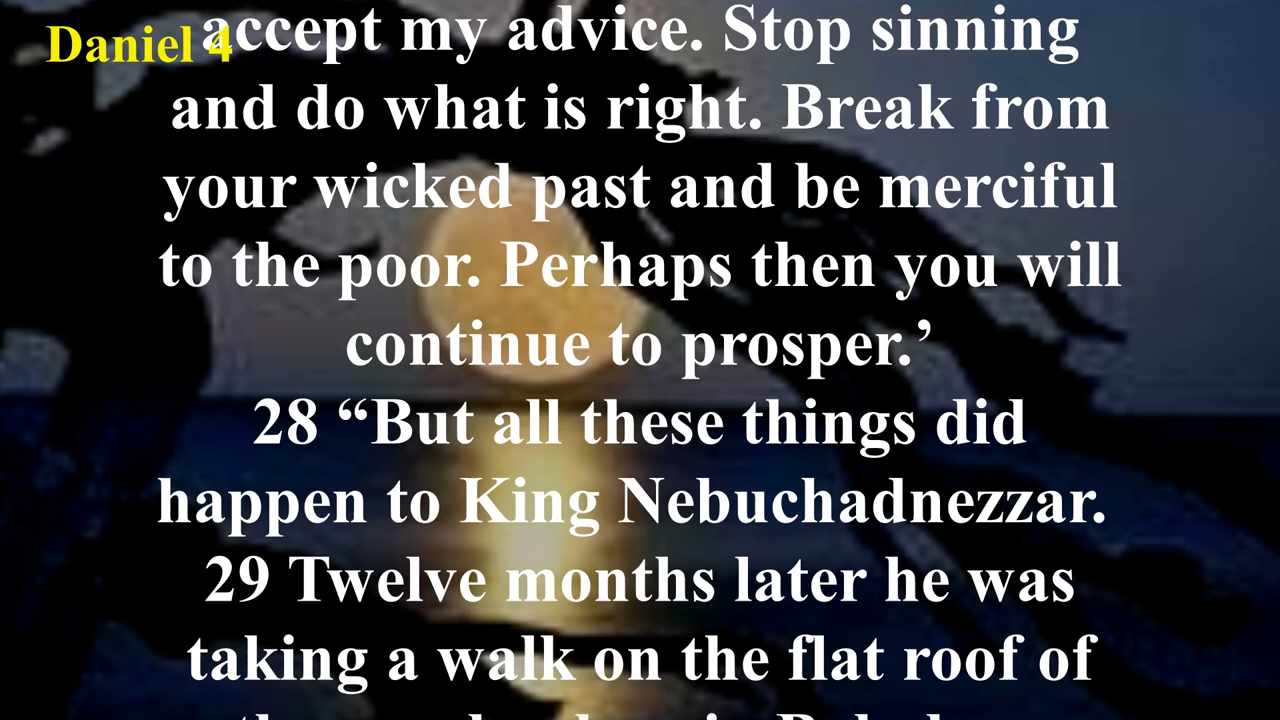 Daniel 4
accept my advice. Stop sinning
and do what is right. Break from
your wicked past and be merciful
to the poor. Perhaps then you will
continue to prosper.’
28 “But all these things did
happen to King Nebuchadnezzar.
29 Twelve months later he was
taking a walk on the flat roof of